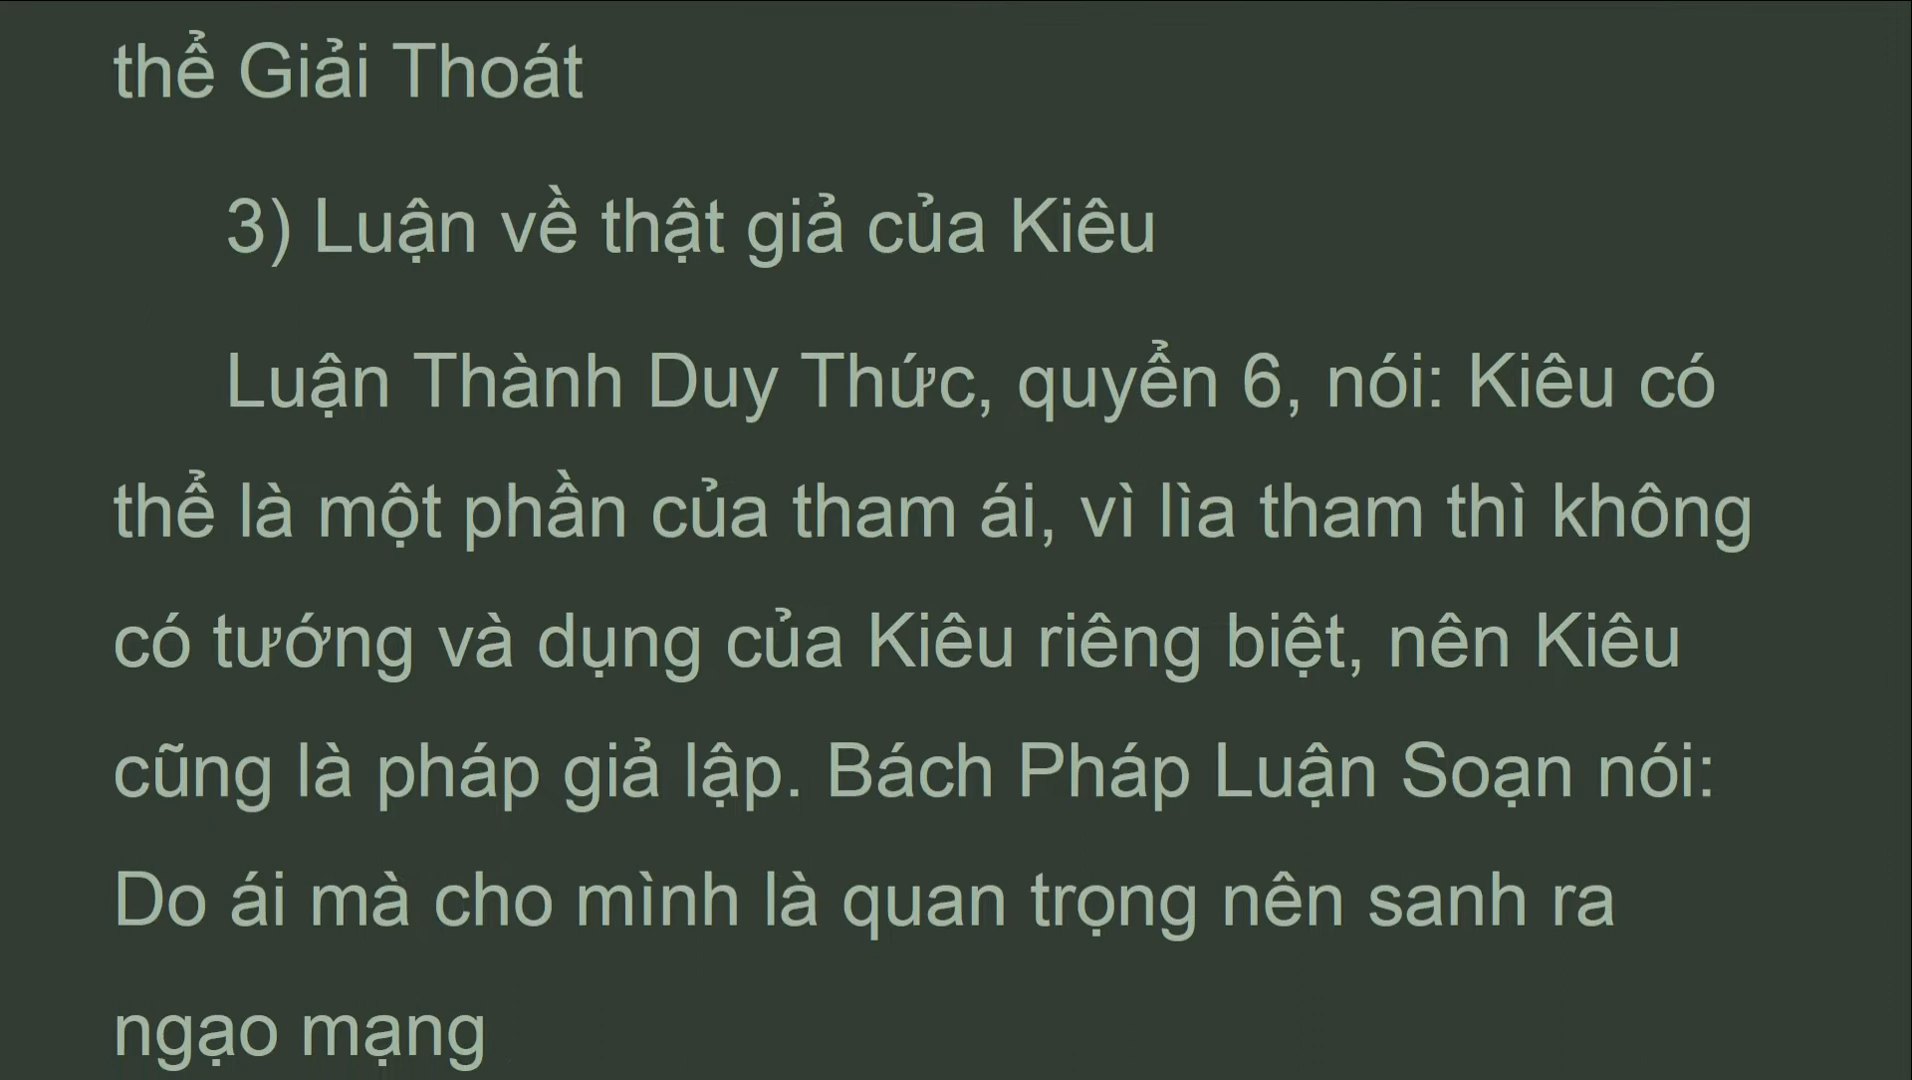 thể Giải Thoát
3) Luận về thật giả của Kiêu
Luận Thành Duy Thức, quyển 6, nói: Kiêu có
thể là một phần của tham ái, vì lìa tham thì không
có tướng và dụng của Kiêu riêng biệt, nên Kiêu
cũng là pháp giả lập. Bách Pháp Luận Soạn nói:
Do ái mà cho mình là quan trọng nên sanh ra
ngạo mạng